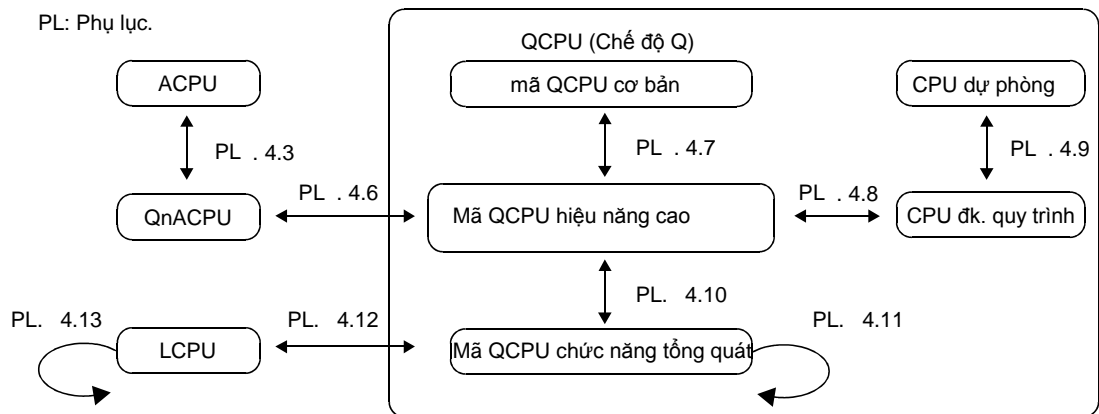 PL: Phụ lục.
QCPU (Chế độ Q)
ACPU
mã QCPU cơ bản
CPU dự phòng
PL . 4.3
PL . 4.7
PL . 4.9
PL . 4.6
PL . 4.8
QnACPU
Mã QCPU hiệu năng cao
CPU đk. quy trình
PL. 4.10
PL. 4.13
PL. 4.12
PL. 4.11
LCPU
Mã QCPU chức năng tổng quát